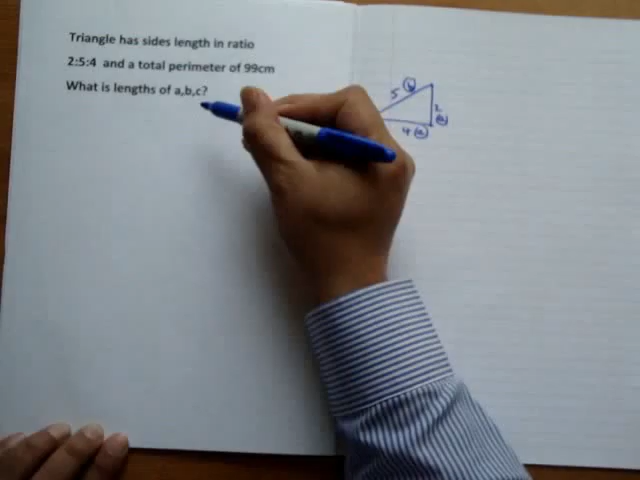 Triangle has sides length in ratio
2:5:4 and a total perimeter of 99cm
What is lengths of a,b,c?
5 b
2
4